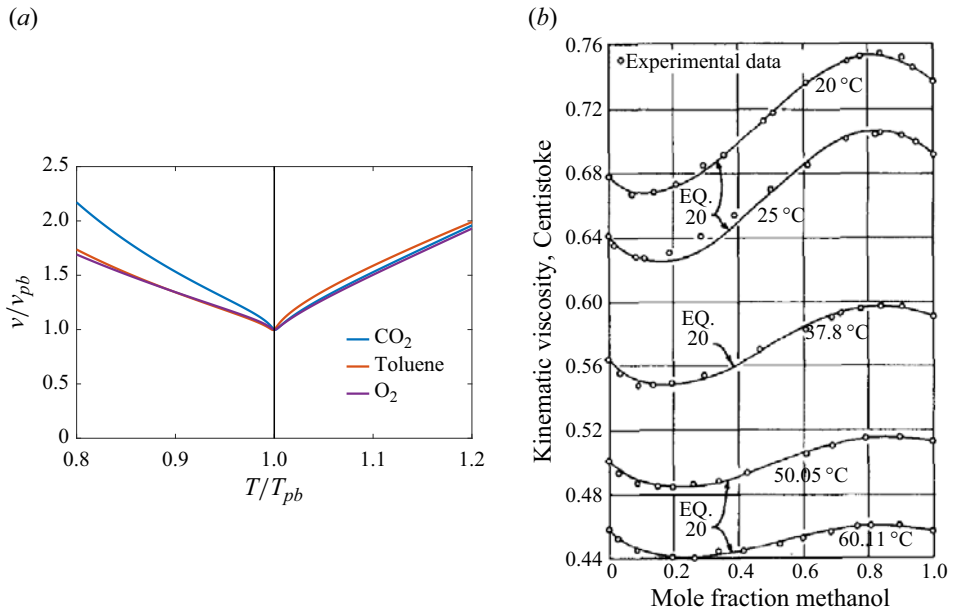 (a)
2.5
2.0
1.5
1.0
0.5
0
ν/νpb
CO2
Toluene
O2
0.8
0.9
1.0
1.1
1.2
T/Tpb
(b)
0.76
0.72
0.68
0.64
0.60
0.56
0.52
0.48
0.44
Kinematic viscosity, Centistoke
Experimental data
20 °C
EQ.
20
25 °C
EQ.
20
37.8 °C
50.05 °C
EQ.
20
60.11 °C
0
0.2
0.4
0.6
0.8
1.0
Mole fraction methanol